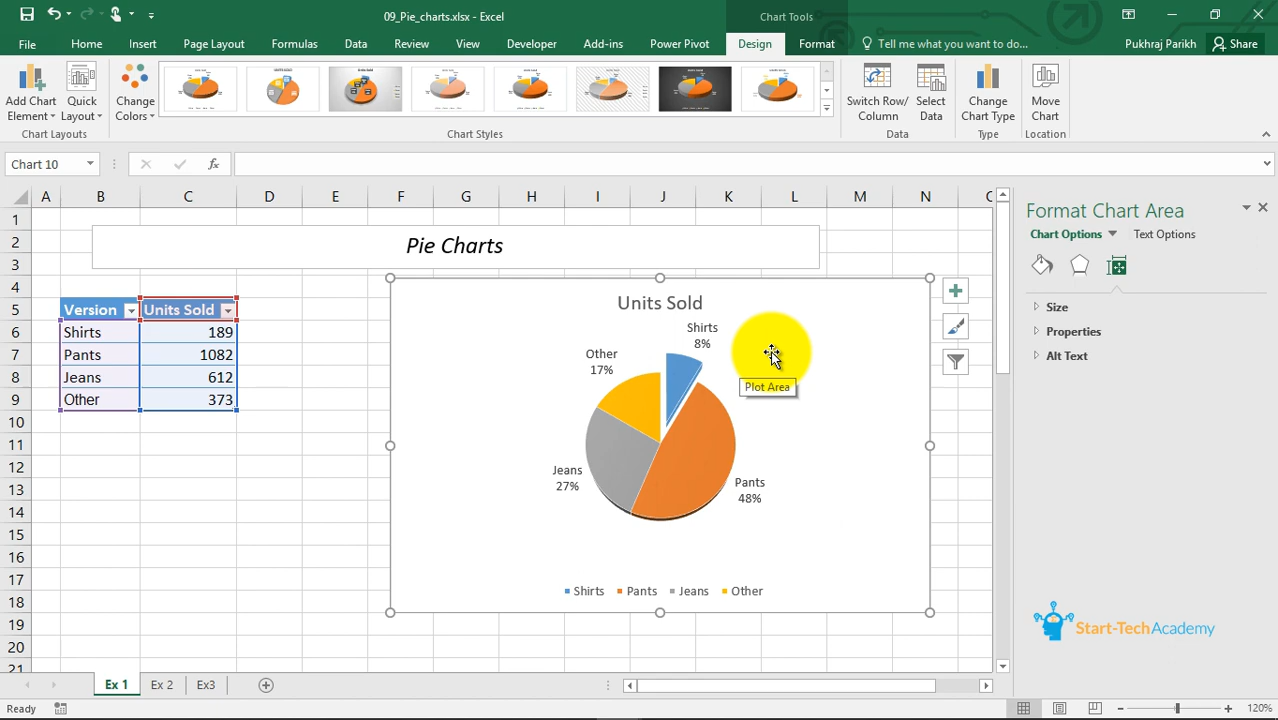 09_Pie_charts.xlsx - Excel
Chart Tools
File Home Insert Page Layout Formulas Data Review View Developer Add-ins Power Pivot Design Format Tell me what you want to do... Pukhraj Parikh Share
Add Chart Element
Quick Layout
Change Colors
Switch Row/ Column
Select Data
Change Chart Type
Move Chart
Chart Layouts Chart Styles Data Type Location
Chart 10 fx
A B C D E F G H I J K L M N
1
2 Pie Charts
3
4
5 Version Units Sold
6 Shirts 189
7 Pants 1082
8 Jeans 612
9 Other 373
10
11
12
13
14
15
16
17
18
19
20
21
Units Sold
Shirts
8%
Other
17%
Plot Area
Jeans
27%
Pants
48%
Shirts Pants Jeans Other
Format Chart Area
Chart Options Text Options
Size
Properties
Alt Text
Start-Tech Academy
Ex 1 Ex 2 Ex3
Ready 120%